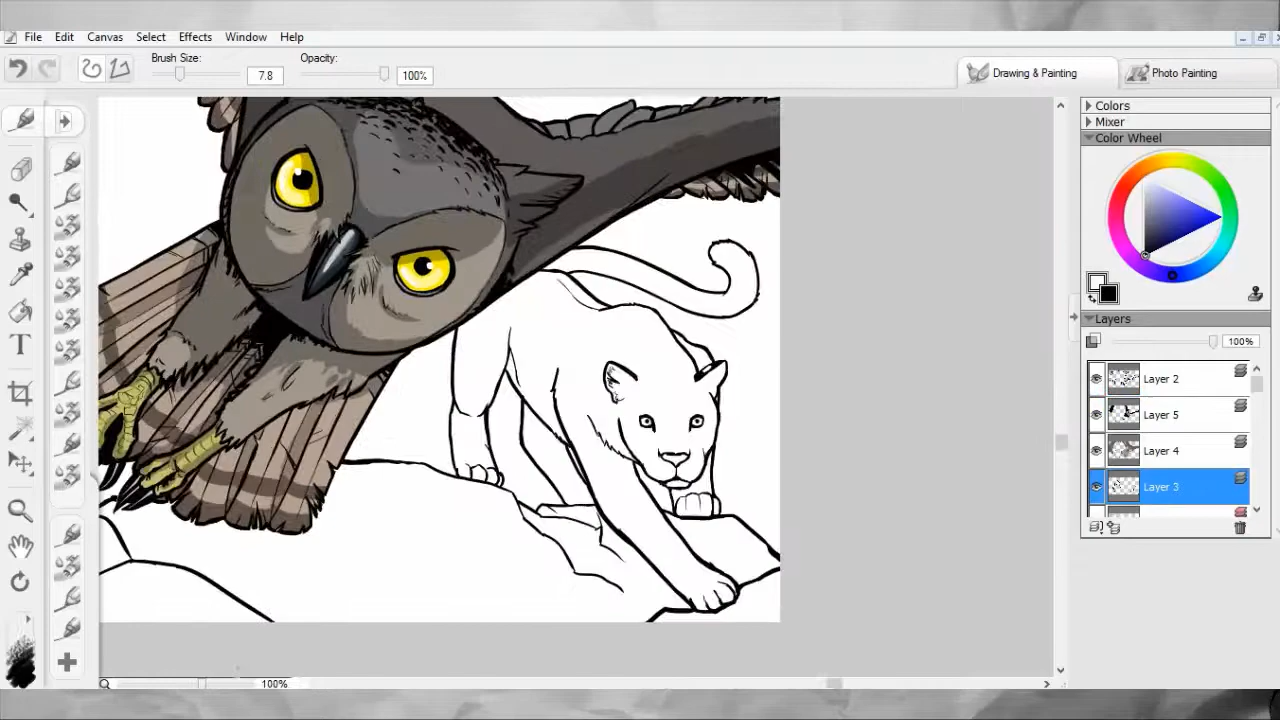 File Edit Canvas Select Effects Window Help
Brush Size: Opacity:
7.8 100%
Drawing & Painting Photo Painting
Colors
Mixer
Color Wheel
T
Layers
100%
Layer 2
Layer 5
Layer 4
Layer 3
100%